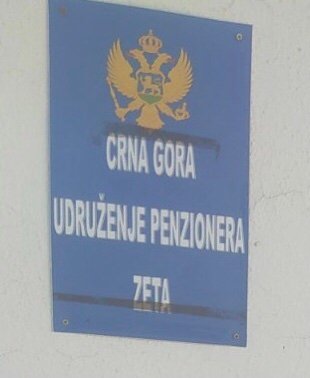 CRNA GORA
UDRUŽENJE PENZIONERA
ZETA